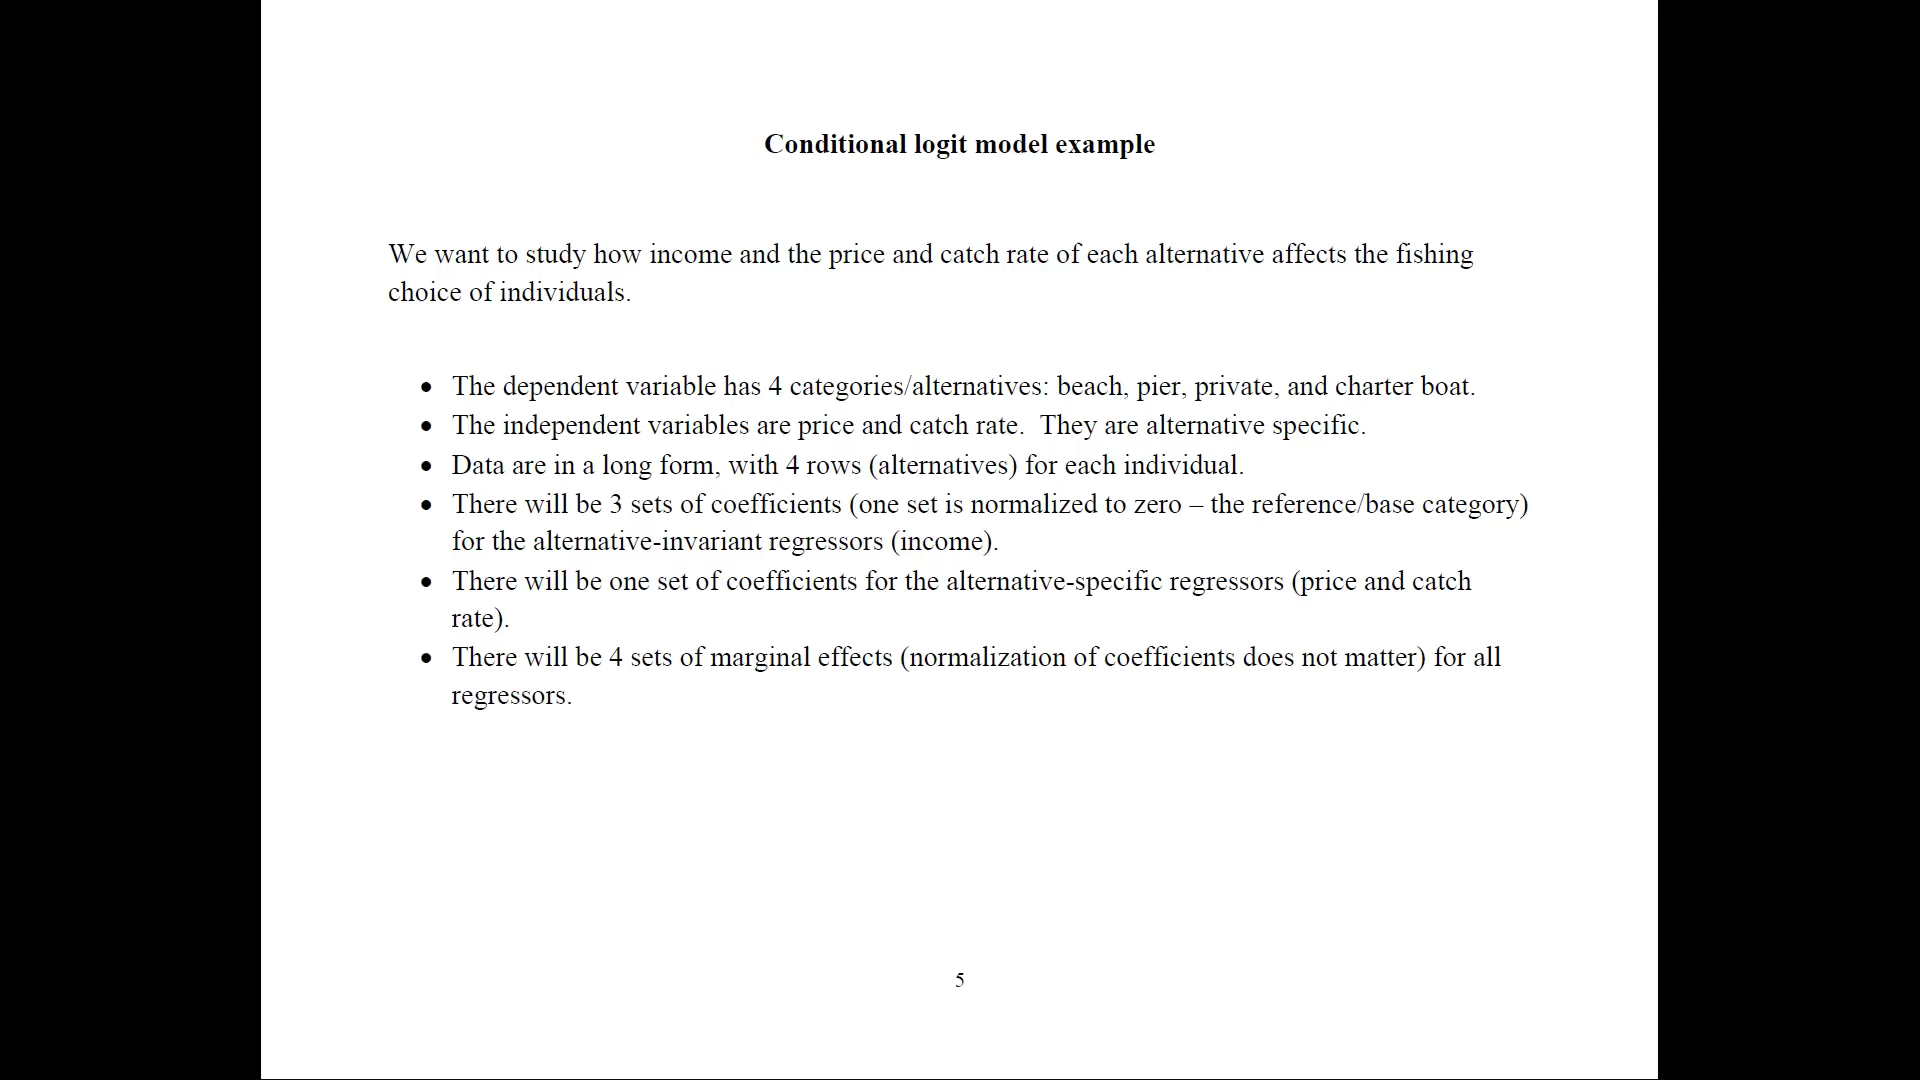 Conditional logit model example
We want to study how income and the price and catch rate of each alternative affects the fishing
choice of individuals.
• The dependent variable has 4 categories/alternatives: beach, pier, private, and charter boat.
• The independent variables are price and catch rate.  They are alternative specific.
• Data are in a long form, with 4 rows (alternatives) for each individual.
• There will be 3 sets of coefficients (one set is normalized to zero – the reference/base category)
for the alternative-invariant regressors (income).
• There will be one set of coefficients for the alternative-specific regressors (price and catch
rate).
• There will be 4 sets of marginal effects (normalization of coefficients does not matter) for all
regressors.
5